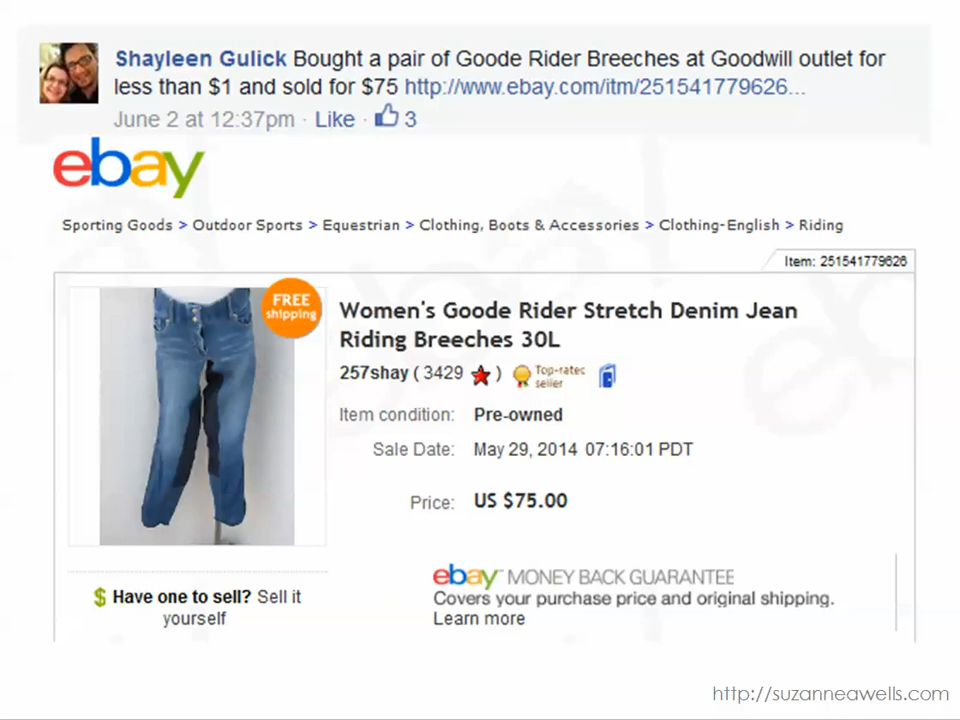 Shayleen Gulick Bought a pair of Goode Rider Breeches at Goodwill outlet for
less than $1 and sold for $75 http://www.ebay.com/itm/251541779626...
June 2 at 12:37pm · Like · 3
ebay
Sporting Goods > Outdoor Sports > Equestrian > Clothing, Boots & Accessories > Clothing-English > Riding
Item: 251541779626
FREE
shipping
Women's Goode Rider Stretch Denim Jean
Riding Breeches 30L
257shay ( 3429 )
Top-rated
seller
Item condition: Pre-owned
Sale Date: May 29, 2014 07:16:01 PDT
Price: US $75.00
$ Have one to sell? Sell it
yourself
ebay™ MONEY BACK GUARANTEE
Covers your purchase price and original shipping.
Learn more
http://suzanneawells.com